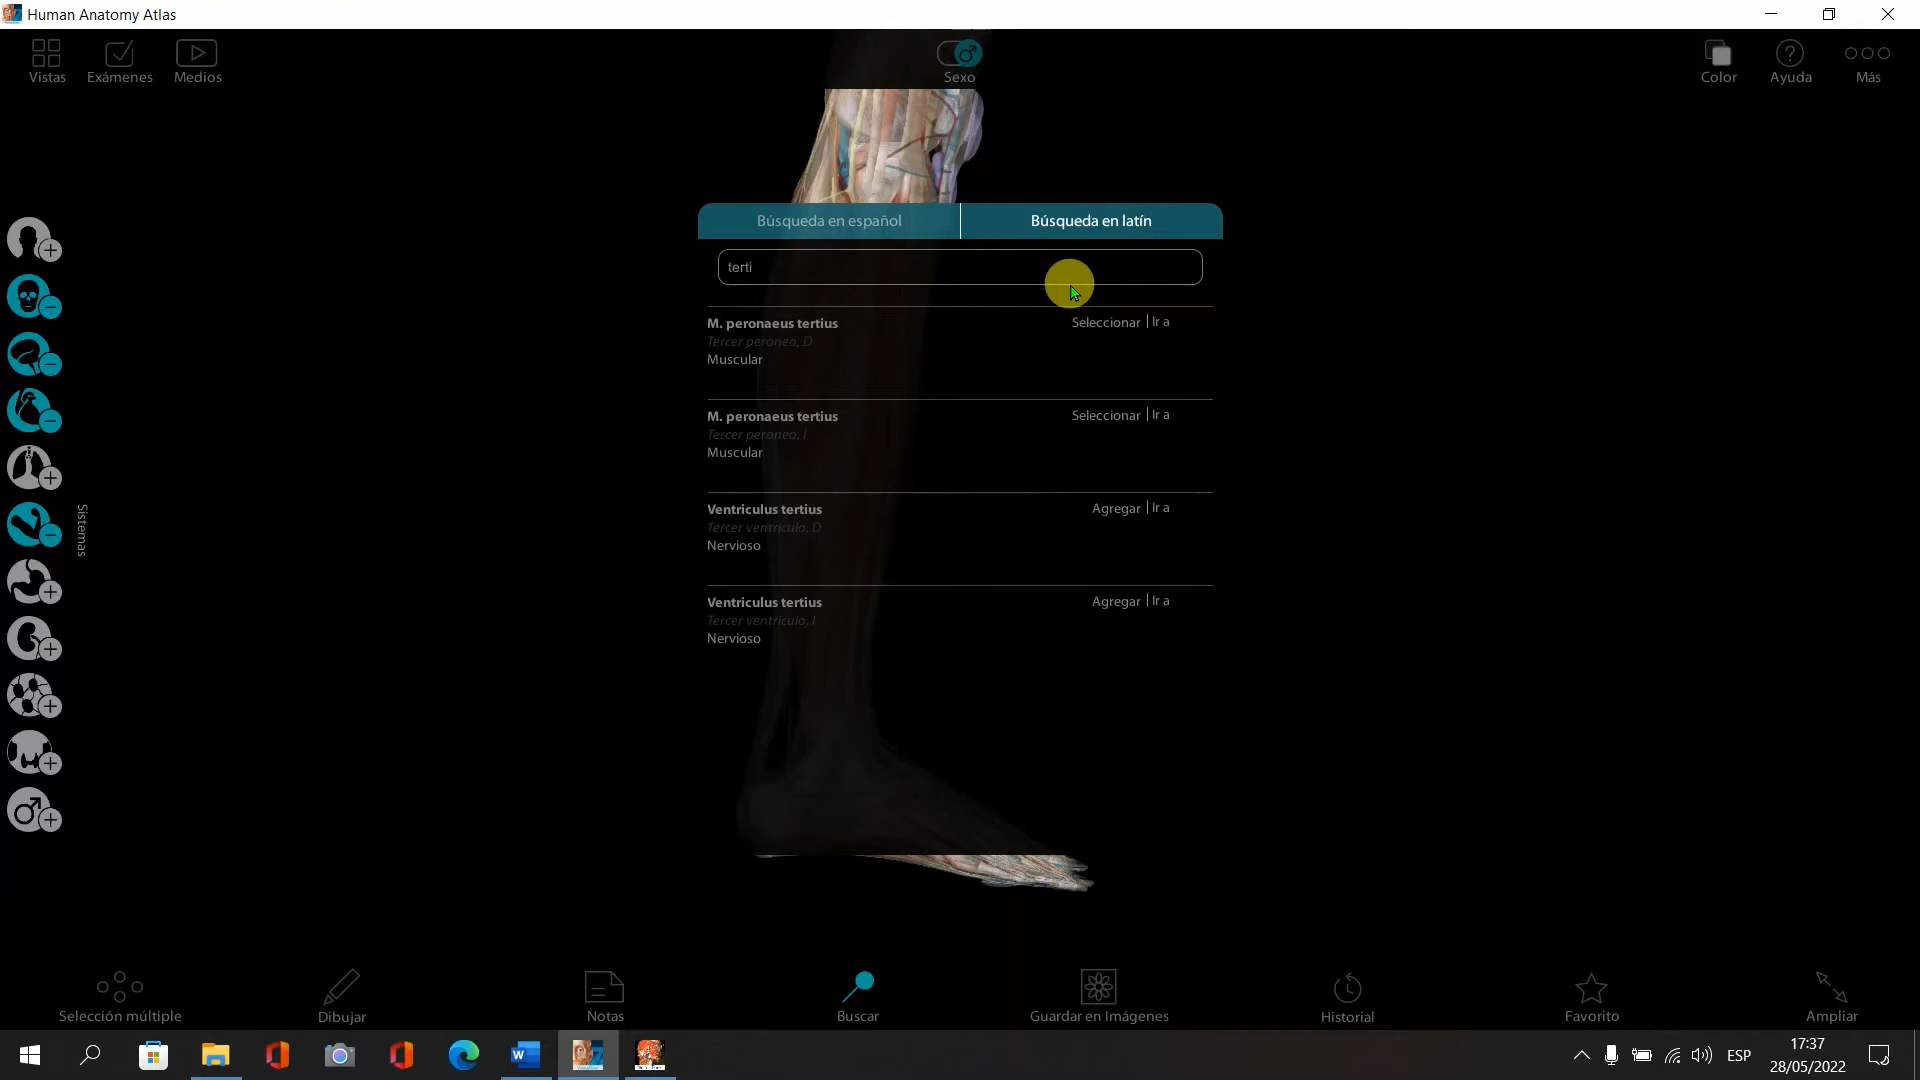 Human Anatomy Atlas
Vistas
Exámenes
Medios
Sexo
Color
Ayuda
Más
Búsqueda en español
Búsqueda en latín
terti
M. peronaeus tertius
Seleccionar | Ir a
Tercer peroneo, D
Muscular
M. peronaeus tertius
Seleccionar | Ir a
Tercer peroneo, I
Muscular
Ventriculus tertius
Agregar | Ir a
Tercer ventrículo, D
Nervioso
Ventriculus tertius
Agregar | Ir a
Tercer ventrículo, I
Nervioso
Sistemas
Selección múltiple
Dibujar
Notas
Buscar
Guardar en Imágenes
Historial
Favorito
Ampliar
ESP
17:37
28/05/2022